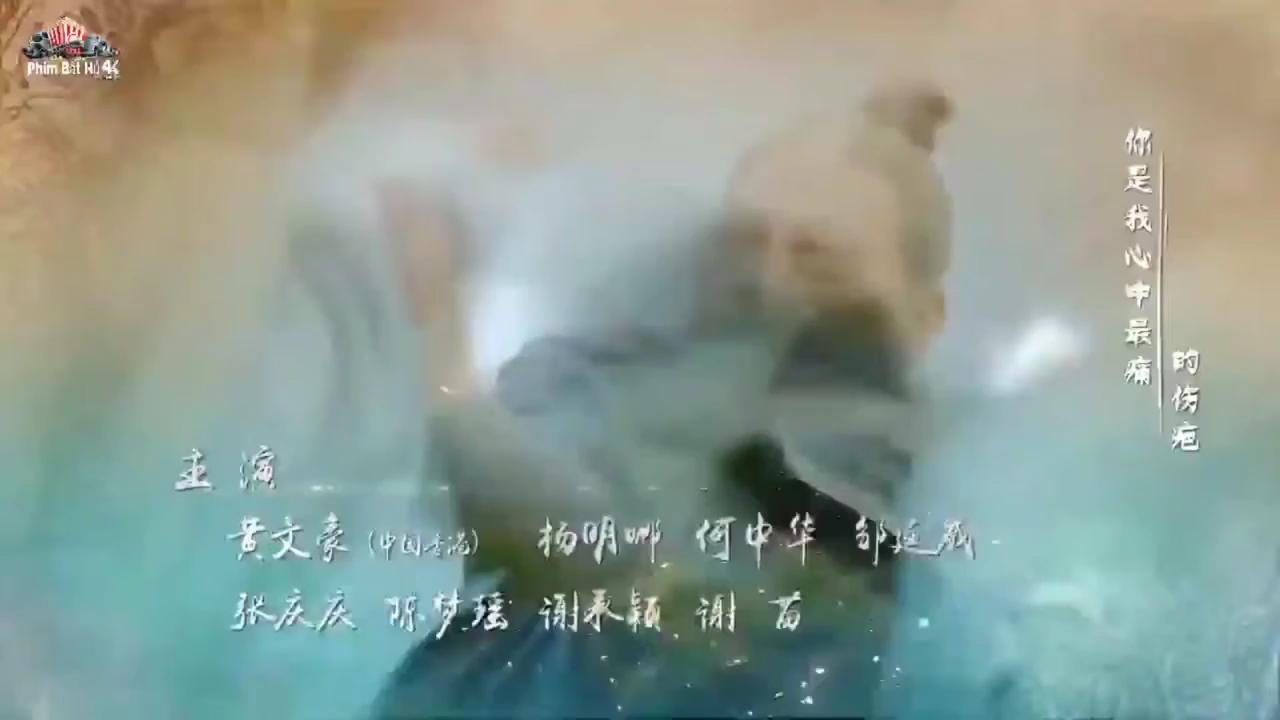 Phim Bất Hủ 4K
你是我心中最痛
的伤疤
主演
黄文豪(中国香港) 杨明娜 何中华 邹廷威
张庆庆 陈梦瑶 谢承颖 谢苗